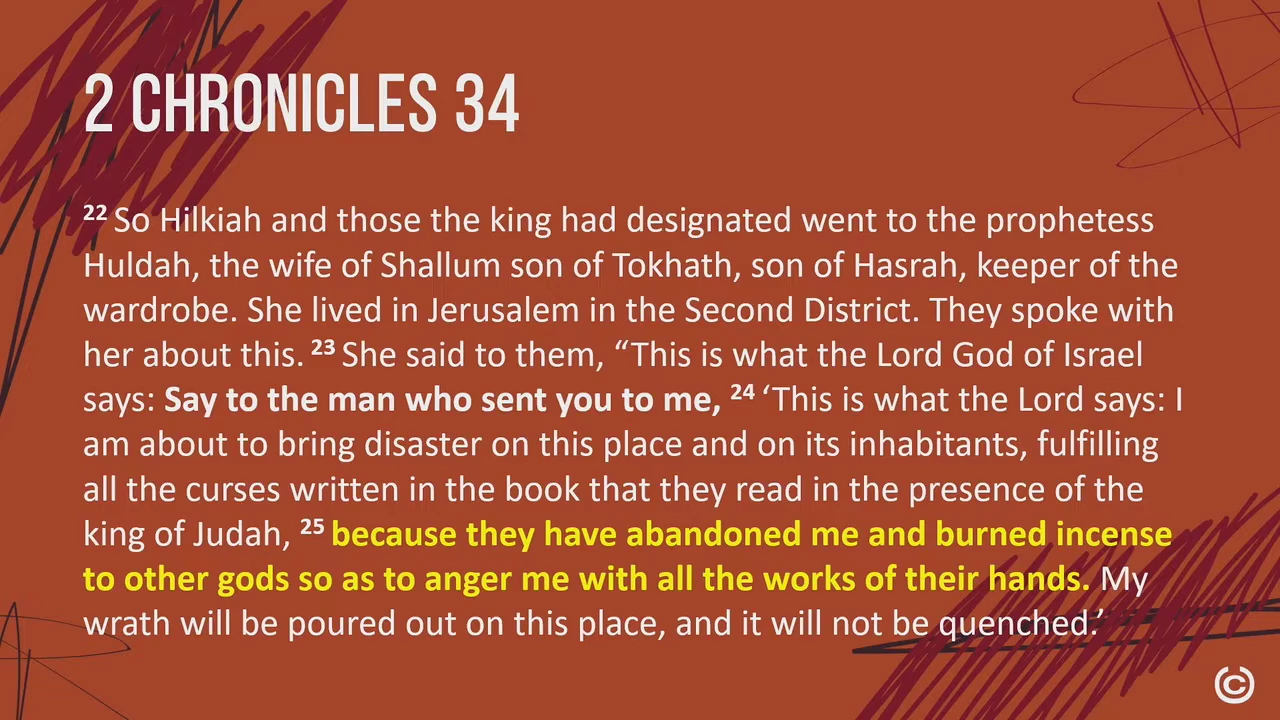 2 CHRONICLES 34
22 So Hilkiah and those the king had designated went to the prophetess
Huldah, the wife of Shallum son of Tokhath, son of Hasrah, keeper of the
wardrobe. She lived in Jerusalem in the Second District. They spoke with
her about this. 23 She said to them, “This is what the Lord God of Israel
says: Say to the man who sent you to me, 24 ‘This is what the Lord says: I
am about to bring disaster on this place and on its inhabitants, fulfilling
all the curses written in the book that they read in the presence of the
king of Judah, 25 because they have abandoned me and burned incense
to other gods so as to anger me with all the works of their hands. My
wrath will be poured out on this place, and it will not be quenched.’